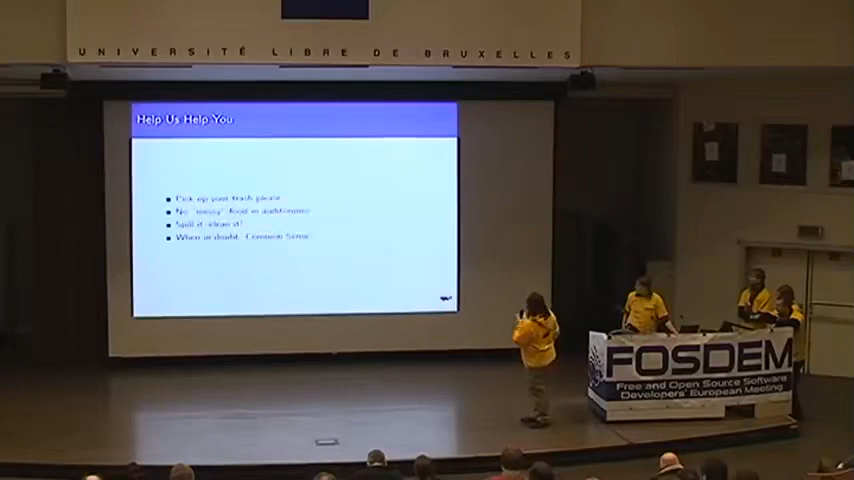 UNIVERSITÉ LIBRE DE BRUXELLES
Help Us Help You
Pick up your trash please
No "messy" food in auditoriums
Spill it, clean it!
When in doubt: Common Sense
FOSDEM
Free and Open Source Software
Developers' European Meeting